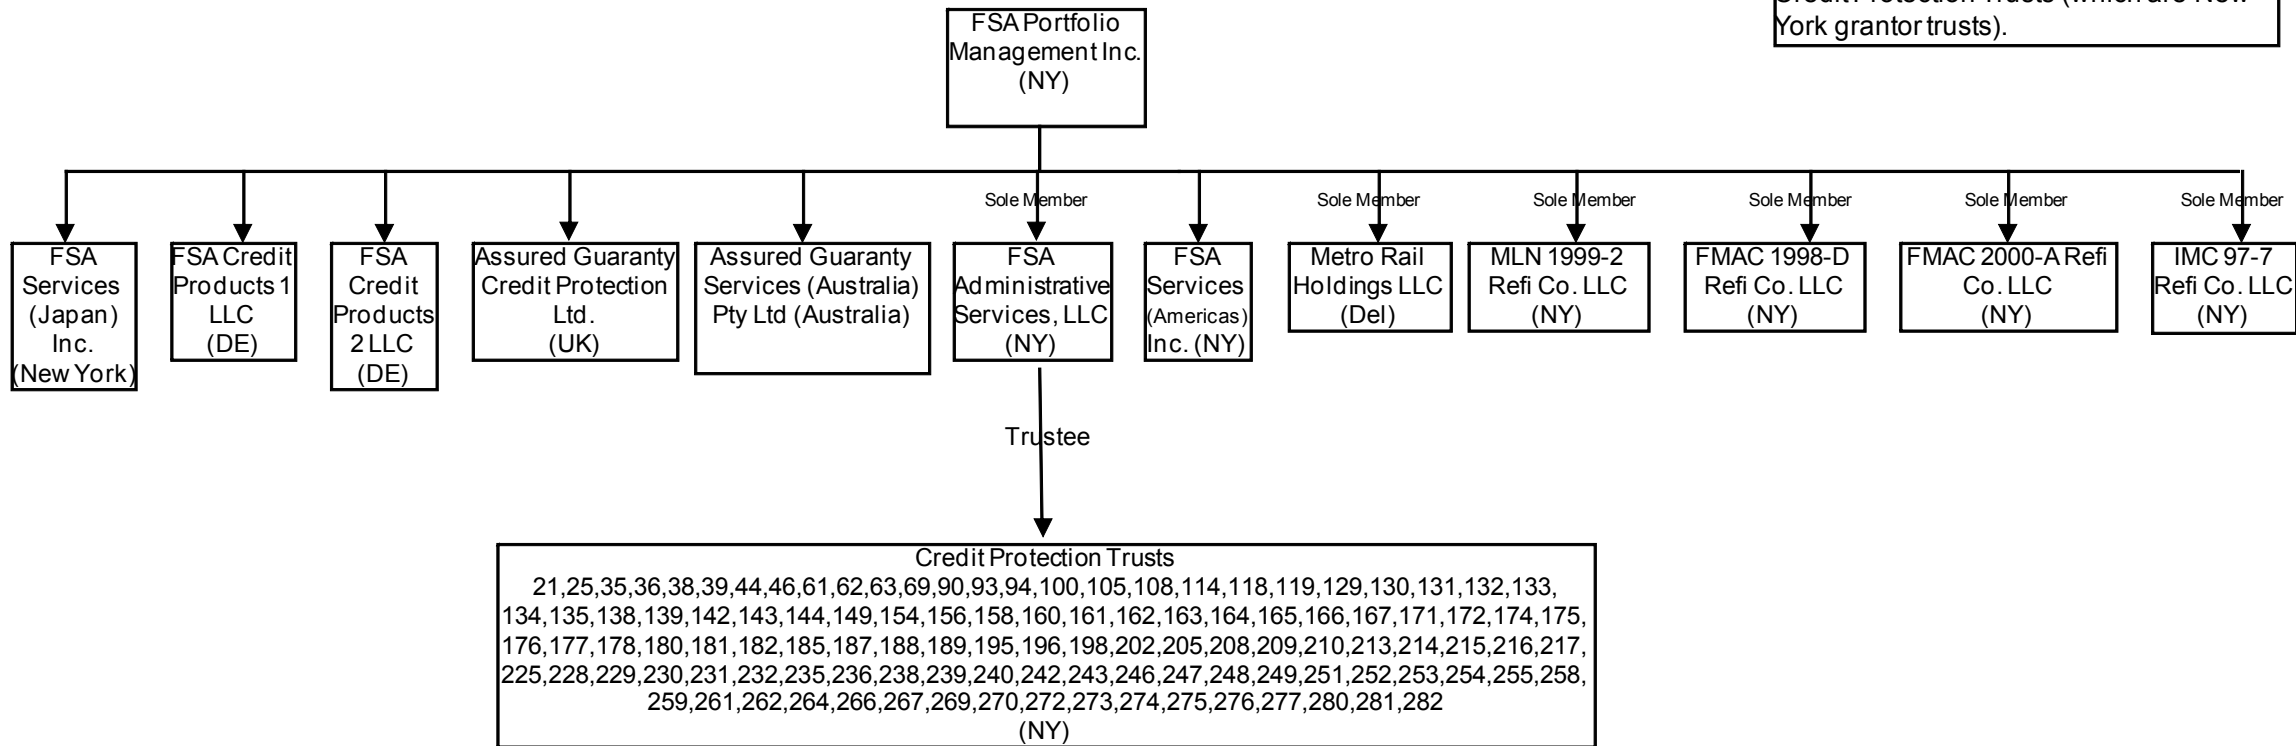 Credit Protection Trusts (which are New
York grantor trusts).
FSA Portfolio
Management Inc.
(NY)
Sole Member
Sole Member
Sole Member
Sole Member
Sole Member
Sole Member
FSA
Services
(Japan)
Inc.
(New York)
FSA Credit
Products 1
LLC
(DE)
FSA
Credit
Products
2 LLC
(DE)
Assured Guaranty
Credit Protection
Ltd.
(UK)
Assured Guaranty
Services (Australia)
Pty Ltd (Australia)
FSA
Administrative
Services, LLC
(NY)
FSA
Services
(Americas)
Inc. (NY)
Metro Rail
Holdings LLC
(Del)
MLN 1999-2
Refi Co. LLC
(NY)
FMAC 1998-D
Refi Co. LLC
(NY)
FMAC 2000-A Refi
Co. LLC
(NY)
IMC 97-7
Refi Co. LLC
(NY)
Trustee
Credit Protection Trusts
21,25,35,36,38,39,44,46,61,62,63,69,90,93,94,100,105,108,114,118,119,129,130,131,132,133,
134,135,138,139,142,143,144,149,154,156,158,160,161,162,163,164,165,166,167,171,172,174,175,
176,177,178,180,181,182,185,187,188,189,195,196,198,202,205,208,209,210,213,214,215,216,217,
225,228,229,230,231,232,235,236,238,239,240,242,243,246,247,248,249,251,252,253,254,255,258,
259,261,262,264,266,267,269,270,272,273,274,275,276,277,280,281,282
(NY)